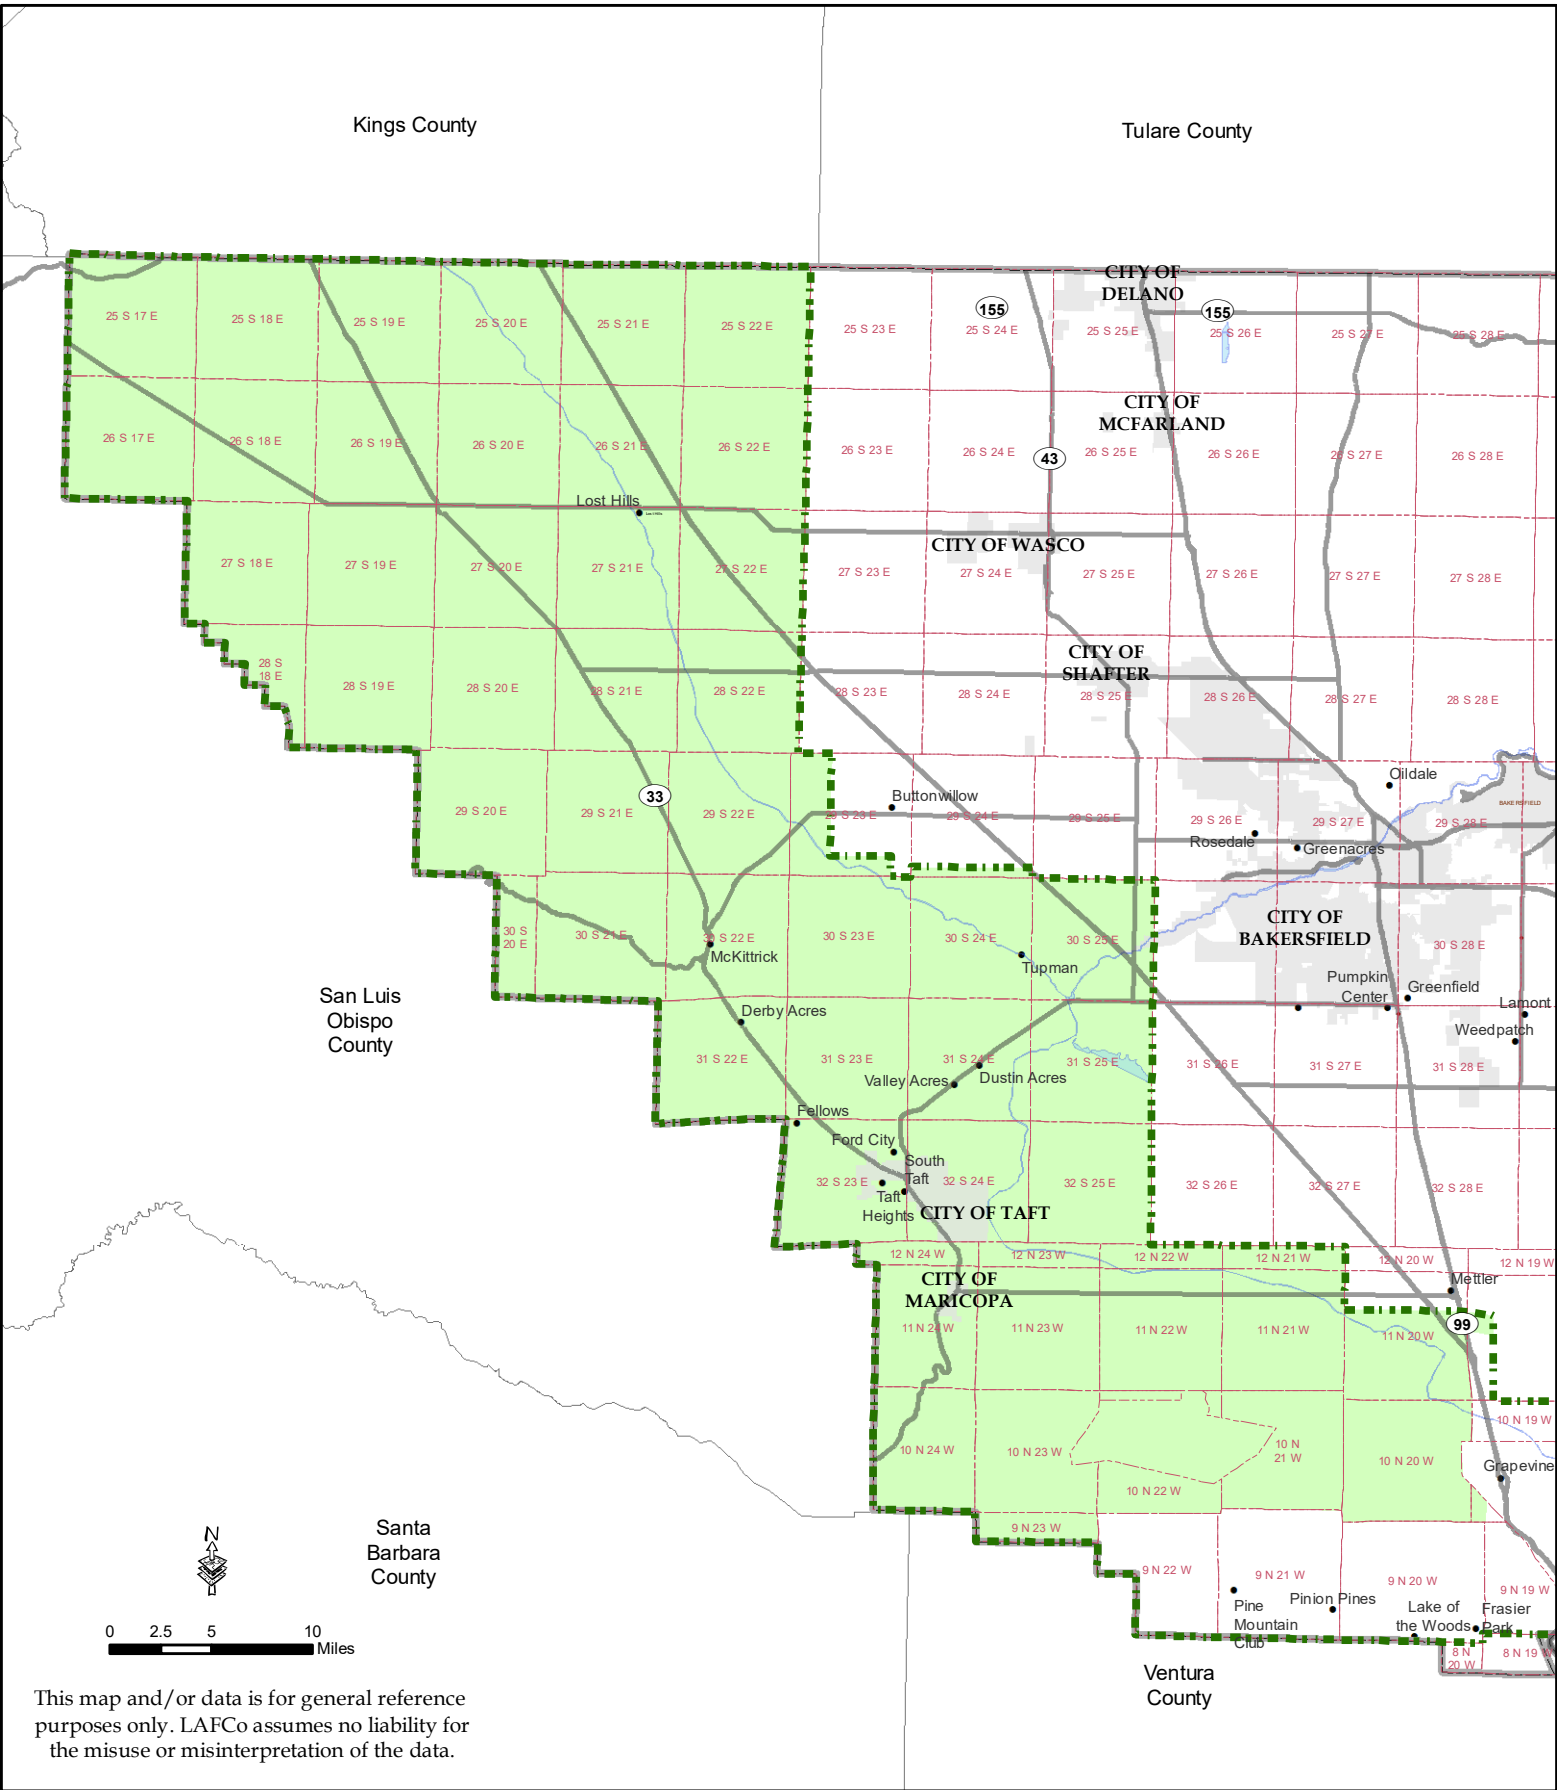 Kings County
Tulare County
CITY OF
DELANO
155
155
25 S 17 E
25 S 18 E
25 S 19 E
25 S 20 E
25 S 21 E
25 S 22 E
25 S 23 E
25 S 24 E
25 S 25 E
25 S 26 E
25 S 27 E
25 S 28 E
CITY OF
MCFARLAND
43
26 S 17 E
26 S 18 E
26 S 19 E
26 S 20 E
26 S 21 E
26 S 22 E
26 S 23 E
26 S 24 E
26 S 25 E
26 S 26 E
26 S 27 E
26 S 28 E
Lost Hills
Lost Hills
CITY OF WASCO
27 S 18 E
27 S 19 E
27 S 20 E
27 S 21 E
27 S 22 E
27 S 23 E
27 S 24 E
27 S 25 E
27 S 26 E
27 S 27 E
27 S 28 E
CITY OF
SHAFTER
28 S
18 E
28 S 19 E
28 S 20 E
28 S 21 E
28 S 22 E
28 S 23 E
28 S 24 E
28 S 25 E
28 S 26 E
28 S 27 E
28 S 28 E
33
Buttonwillow
Oildale
BAKERSFIELD
29 S 20 E
29 S 21 E
29 S 22 E
29 S 23 E
29 S 24 E
29 S 25 E
29 S 26 E
29 S 27 E
29 S 28 E
Rosedale
Greenacres
CITY OF
BAKERSFIELD
30 S
20 E
30 S 21 E
30 S 22 E
30 S 23 E
30 S 24 E
30 S 25 E
30 S 28 E
McKittrick
Tupman
Pumpkin
Center
Greenfield
Lamont
Weedpatch
San Luis
Obispo
County
Derby Acres
31 S 22 E
31 S 23 E
31 S 24 E
31 S 25 E
31 S 26 E
31 S 27 E
31 S 28 E
Valley Acres
Dustin Acres
Fellows
Ford City
South
Taft
32 S 23 E
32 S 24 E
32 S 25 E
32 S 26 E
32 S 27 E
32 S 28 E
Taft
Heights
CITY OF TAFT
12 N 24 W
12 N 23 W
12 N 22 W
12 N 21 W
12 N 20 W
12 N 19 W
CITY OF
MARICOPA
Mettler
99
11 N 24 W
11 N 23 W
11 N 22 W
11 N 21 W
11 N 20 W
10 N 19 W
10 N 24 W
10 N 23 W
10 N
21 W
10 N 20 W
10 N 22 W
Grapevine
9 N 23 W
9 N 22 W
9 N 21 W
9 N 20 W
9 N 19 W
Pine
Mountain
Club
Pinion Pines
Lake of
the Woods
Frasier
Park
8 N
20 W
8 N 19 W
N
Santa
Barbara
County
0 2.5 5 10
Miles
Ventura
County
This map and/or data is for general reference
purposes only. LAFCo assumes no liability for
the misuse or misinterpretation of the data.